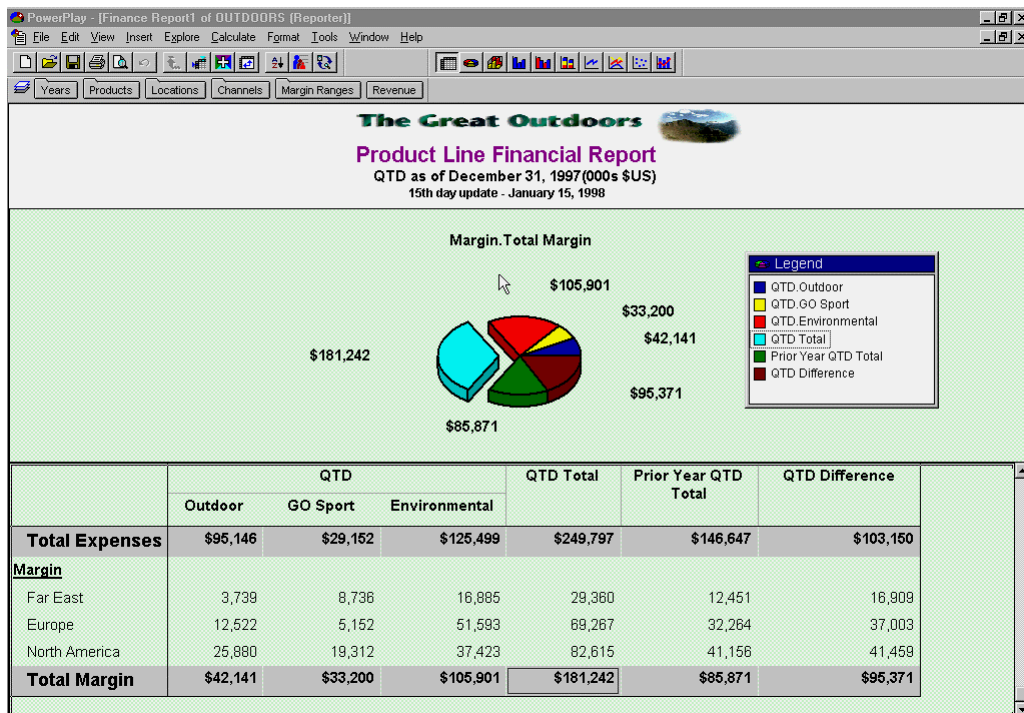 PowerPlay - [Finance Report1 of OUTDOORS (Reporter)]
File Edit View Insert Explore Calculate Format Tools Window Help
Years Products Locations Channels Margin Ranges Revenue
The Great Outdoors
Product Line Financial Report
QTD as of December 31, 1997(000s $US)
15th day update - January 15, 1998
Margin.Total Margin
$105,901
$33,200
$42,141
$181,242
$95,371
$85,871
Legend
QTD.Outdoor
QTD.GO Sport
QTD.Environmental
QTD Total
Prior Year QTD Total
QTD Difference
QTD QTD Total Prior Year QTD Total QTD Difference
Outdoor GO Sport Environmental
Total Expenses $95,146 $29,152 $125,499 $249,797 $146,647 $103,150
Margin
Far East 3,739 8,736 16,885 29,360 12,451 16,909
Europe 12,522 5,152 51,593 69,267 32,264 37,003
North America 25,880 19,312 37,423 82,615 41,156 41,459
Total Margin $42,141 $33,200 $105,901 $181,242 $85,871 $95,371